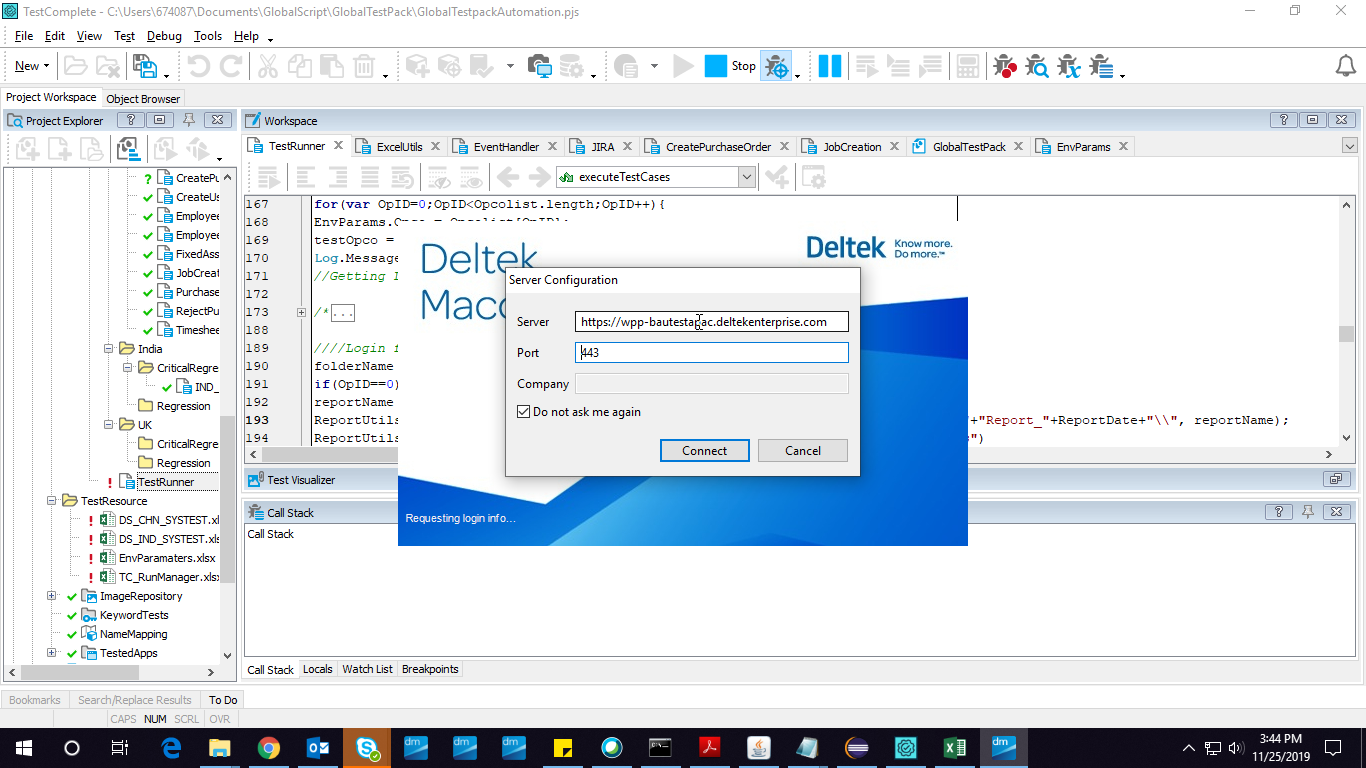 TestComplete - C:\Users\674087\Documents\GlobalScript\GlobalTestPack\GlobalTestpackAutomation.pjs
File Edit View Test Debug Tools Help
New Stop
Project Workspace Object Browser
Project Explorer ?
Workspace ?
TestRunner ExcelUtils EventHandler JIRA CreatePurchaseOrder JobCreation GlobalTestPack EnvParams
executeTestCases
CreatePu
CreateUs
Employee
Employee
FixedAss
JobCreat
Purchase
RejectPu
Timeshee
India
CriticalRegre
IND_
Regression
UK
CriticalRegre
Regression
TestRunner
TestResource
DS_CHN_SYSTEST.xl
DS_IND_SYSTEST.xl
EnvParamaters.xlsx
TC_RunManager.xlsx
ImageRepository
KeywordTests
NameMapping
TestedApps
167 for(var OpID=0;OpID<Opcolist.length;OpID++){
168 EnvParams.Opco = Opcolist[OpID];
169 testOpco =
170 Log.Message
171 //Getting
172
173 /*...
188
189 ////Login
190 folderName
191 if(OpID==0)
192 reportName
193 ReportUtils +"Report_"+ReportDate+"\\", reportName);
194 ReportUtils ")
Deltek
Maco
Deltek Know more.
Do more.™
Server Configuration
Server https://wpp-bautestapac.deltekenterprise.com
Port 443
Company
Do not ask me again
Connect Cancel
Requesting login info...
Test Visualizer
Call Stack ?
Call Stack
Call Stack Locals Watch List Breakpoints
Bookmarks Search/Replace Results To Do
CAPS NUM SCRL OVR
dm dm dm dm
3:44 PM
11/25/2019